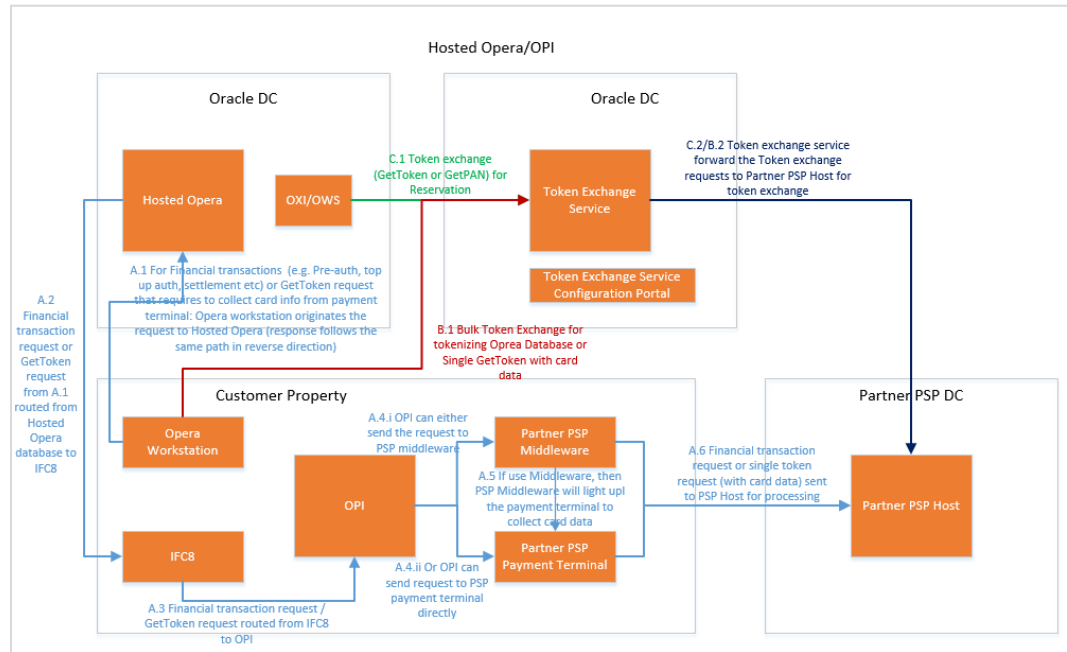 Hosted Opera/OPI
Oracle DC
Oracle DC
Hosted Opera
OXI/OWS
C.1 Token exchange
(GetToken or GetPAN) for
Reservation
Token Exchange
Service
C.2/B.2 Token exchange service
forward the Token exchange
requests to Partner PSP Host for
token exchange
Token Exchange Service
Configuration Portal
A.1 For Financial transactions (e.g. Pre-auth, top
up auth, settlement etc) or GetToken request
that requires to collect card info from payment
terminal: Opera workstation originates the
request to Hosted Opera (response follows the
same path in reverse direction)
A.2
Financial
transaction
request or
GetToken
request
from A.1
routed from
Hosted
Opera
database to
IFC8
B.1 Bulk Token Exchange for
tokenizing Oprea Database or
Single GetToken with card
data
Customer Property
Partner PSP DC
Opera
Workstation
A.4.i OPI can either
send the request to
PSP middleware
Partner PSP
Middleware
A.5 If use Middleware, then
PSP Middleware will light upl
the payment terminal to
collect card data
A.6 Financial transaction
request or single token
request (with card data) sent
to PSP Host for processing
OPI
Partner PSP Host
IFC8
Partner PSP
Payment Terminal
A.4.ii Or OPI can
send request to PSP
payment terminal
directly
A.3 Financial transaction request /
GetToken request routed from IFC8
to OPI